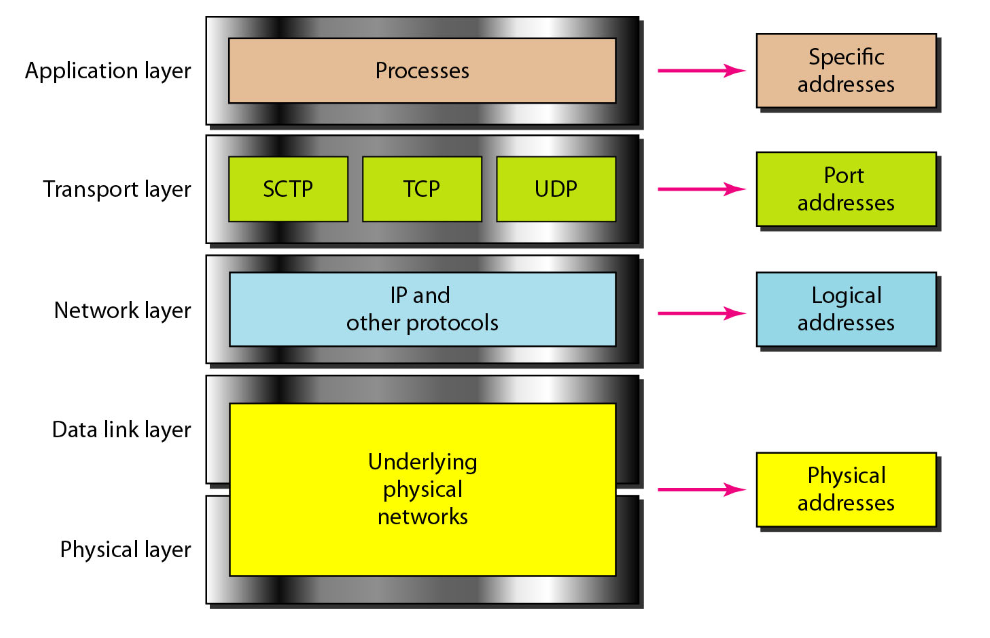 Application layer
Processes
Specific
addresses
Transport layer
SCTP
TCP
UDP
Port
addresses
Network layer
IP and
other protocols
Logical
addresses
Data link layer
Underlying
physical
networks
Physical
addresses
Physical layer